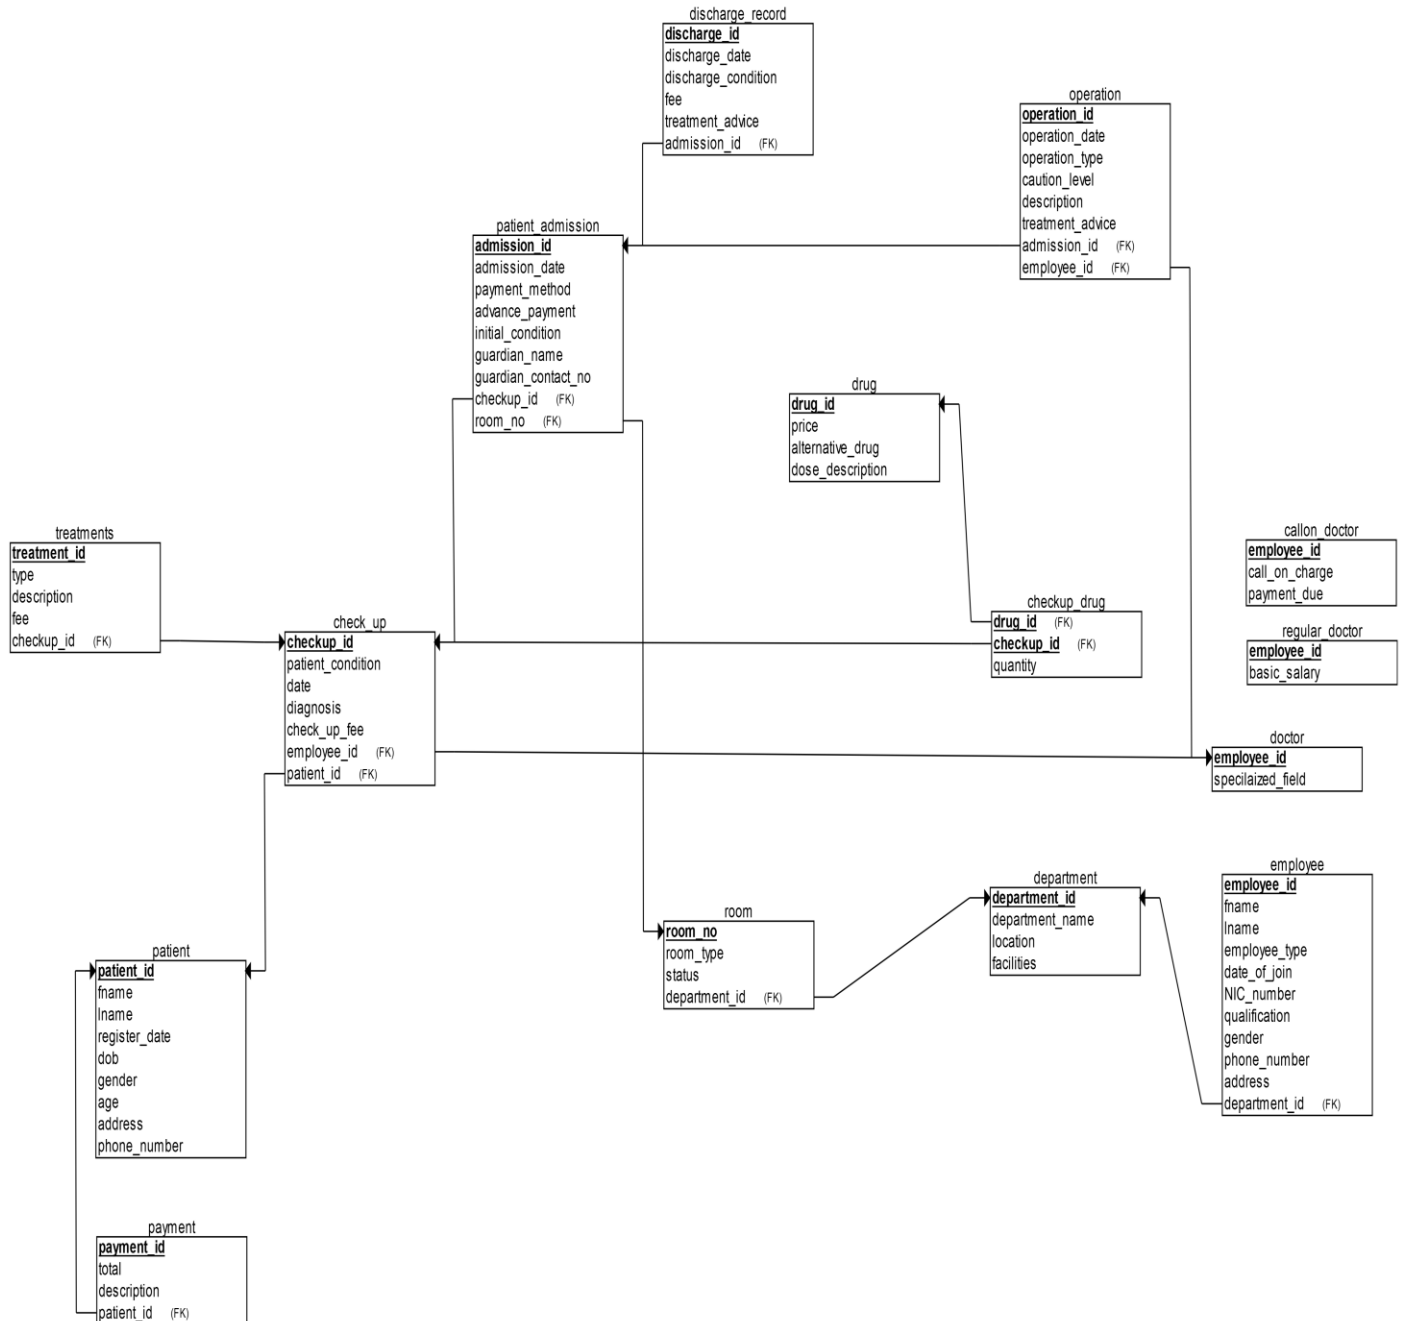 discharge_record
discharge_id
discharge_date
discharge_condition
fee
treatment_advice
admission_id (FK)
operation
operation_id
operation_date
operation_type
caution_level
description
treatment_advice
admission_id (FK)
employee_id (FK)
patient_admission
admission_id
admission_date
payment_method
advance_payment
initial_condition
guardian_name
guardian_contact_no
checkup_id (FK)
room_no (FK)
drug
drug_id
price
alternative_drug
dose_description
treatments
treatment_id
type
description
fee
checkup_id (FK)
callon_doctor
employee_id
call_on_charge
payment_due
checkup_drug
drug_id (FK)
checkup_id (FK)
quantity
check_up
checkup_id
patient_condition
date
diagnosis
check_up_fee
employee_id (FK)
patient_id (FK)
regular_doctor
employee_id
basic_salary
doctor
employee_id
specilaized_field
employee
employee_id
fname
lname
employee_type
date_of_join
NIC_number
qualification
gender
phone_number
address
department_id (FK)
department
department_id
department_name
location
facilities
room
room_no
room_type
status
department_id (FK)
patient
patient_id
fname
lname
register_date
dob
gender
age
address
phone_number
payment
payment_id
total
description
patient_id (FK)